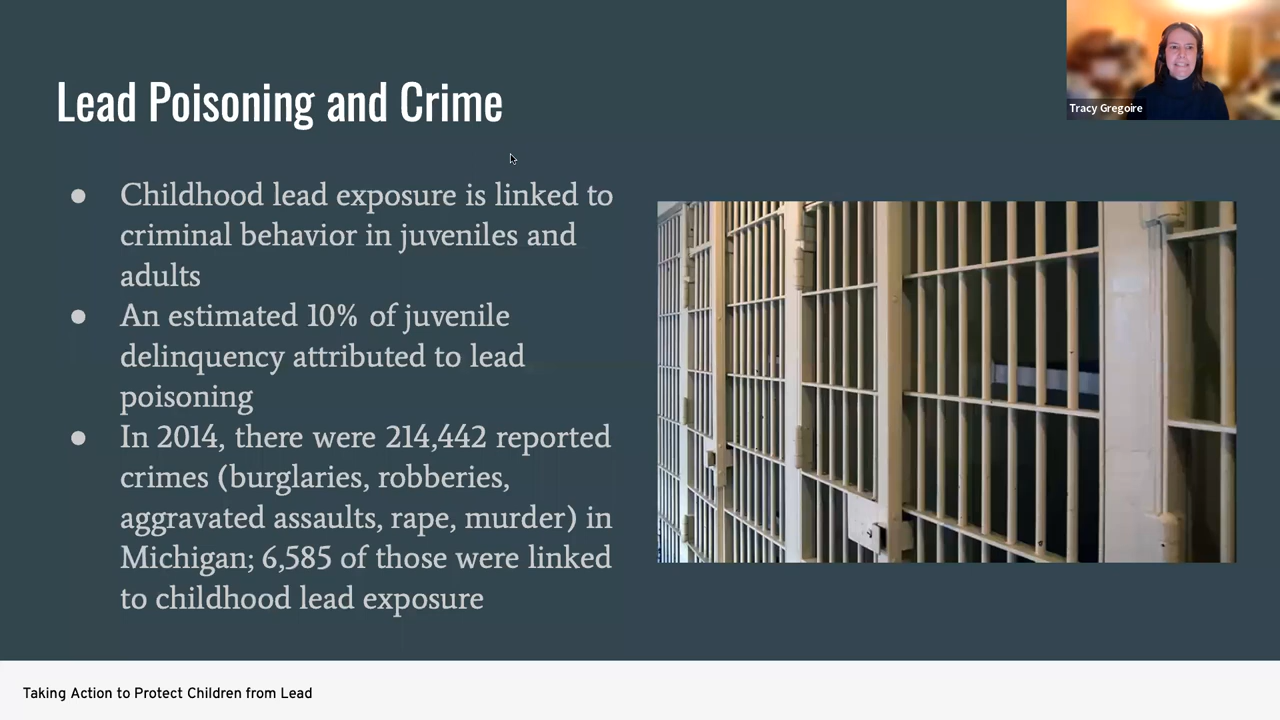 Lead Poisoning and Crime
Tracy Gregoire
● Childhood lead exposure is linked to
criminal behavior in juveniles and
adults
● An estimated 10% of juvenile
delinquency attributed to lead
poisoning
● In 2014, there were 214,442 reported
crimes (burglaries, robberies,
aggravated assaults, rape, murder) in
Michigan; 6,585 of those were linked
to childhood lead exposure
Taking Action to Protect Children from Lead